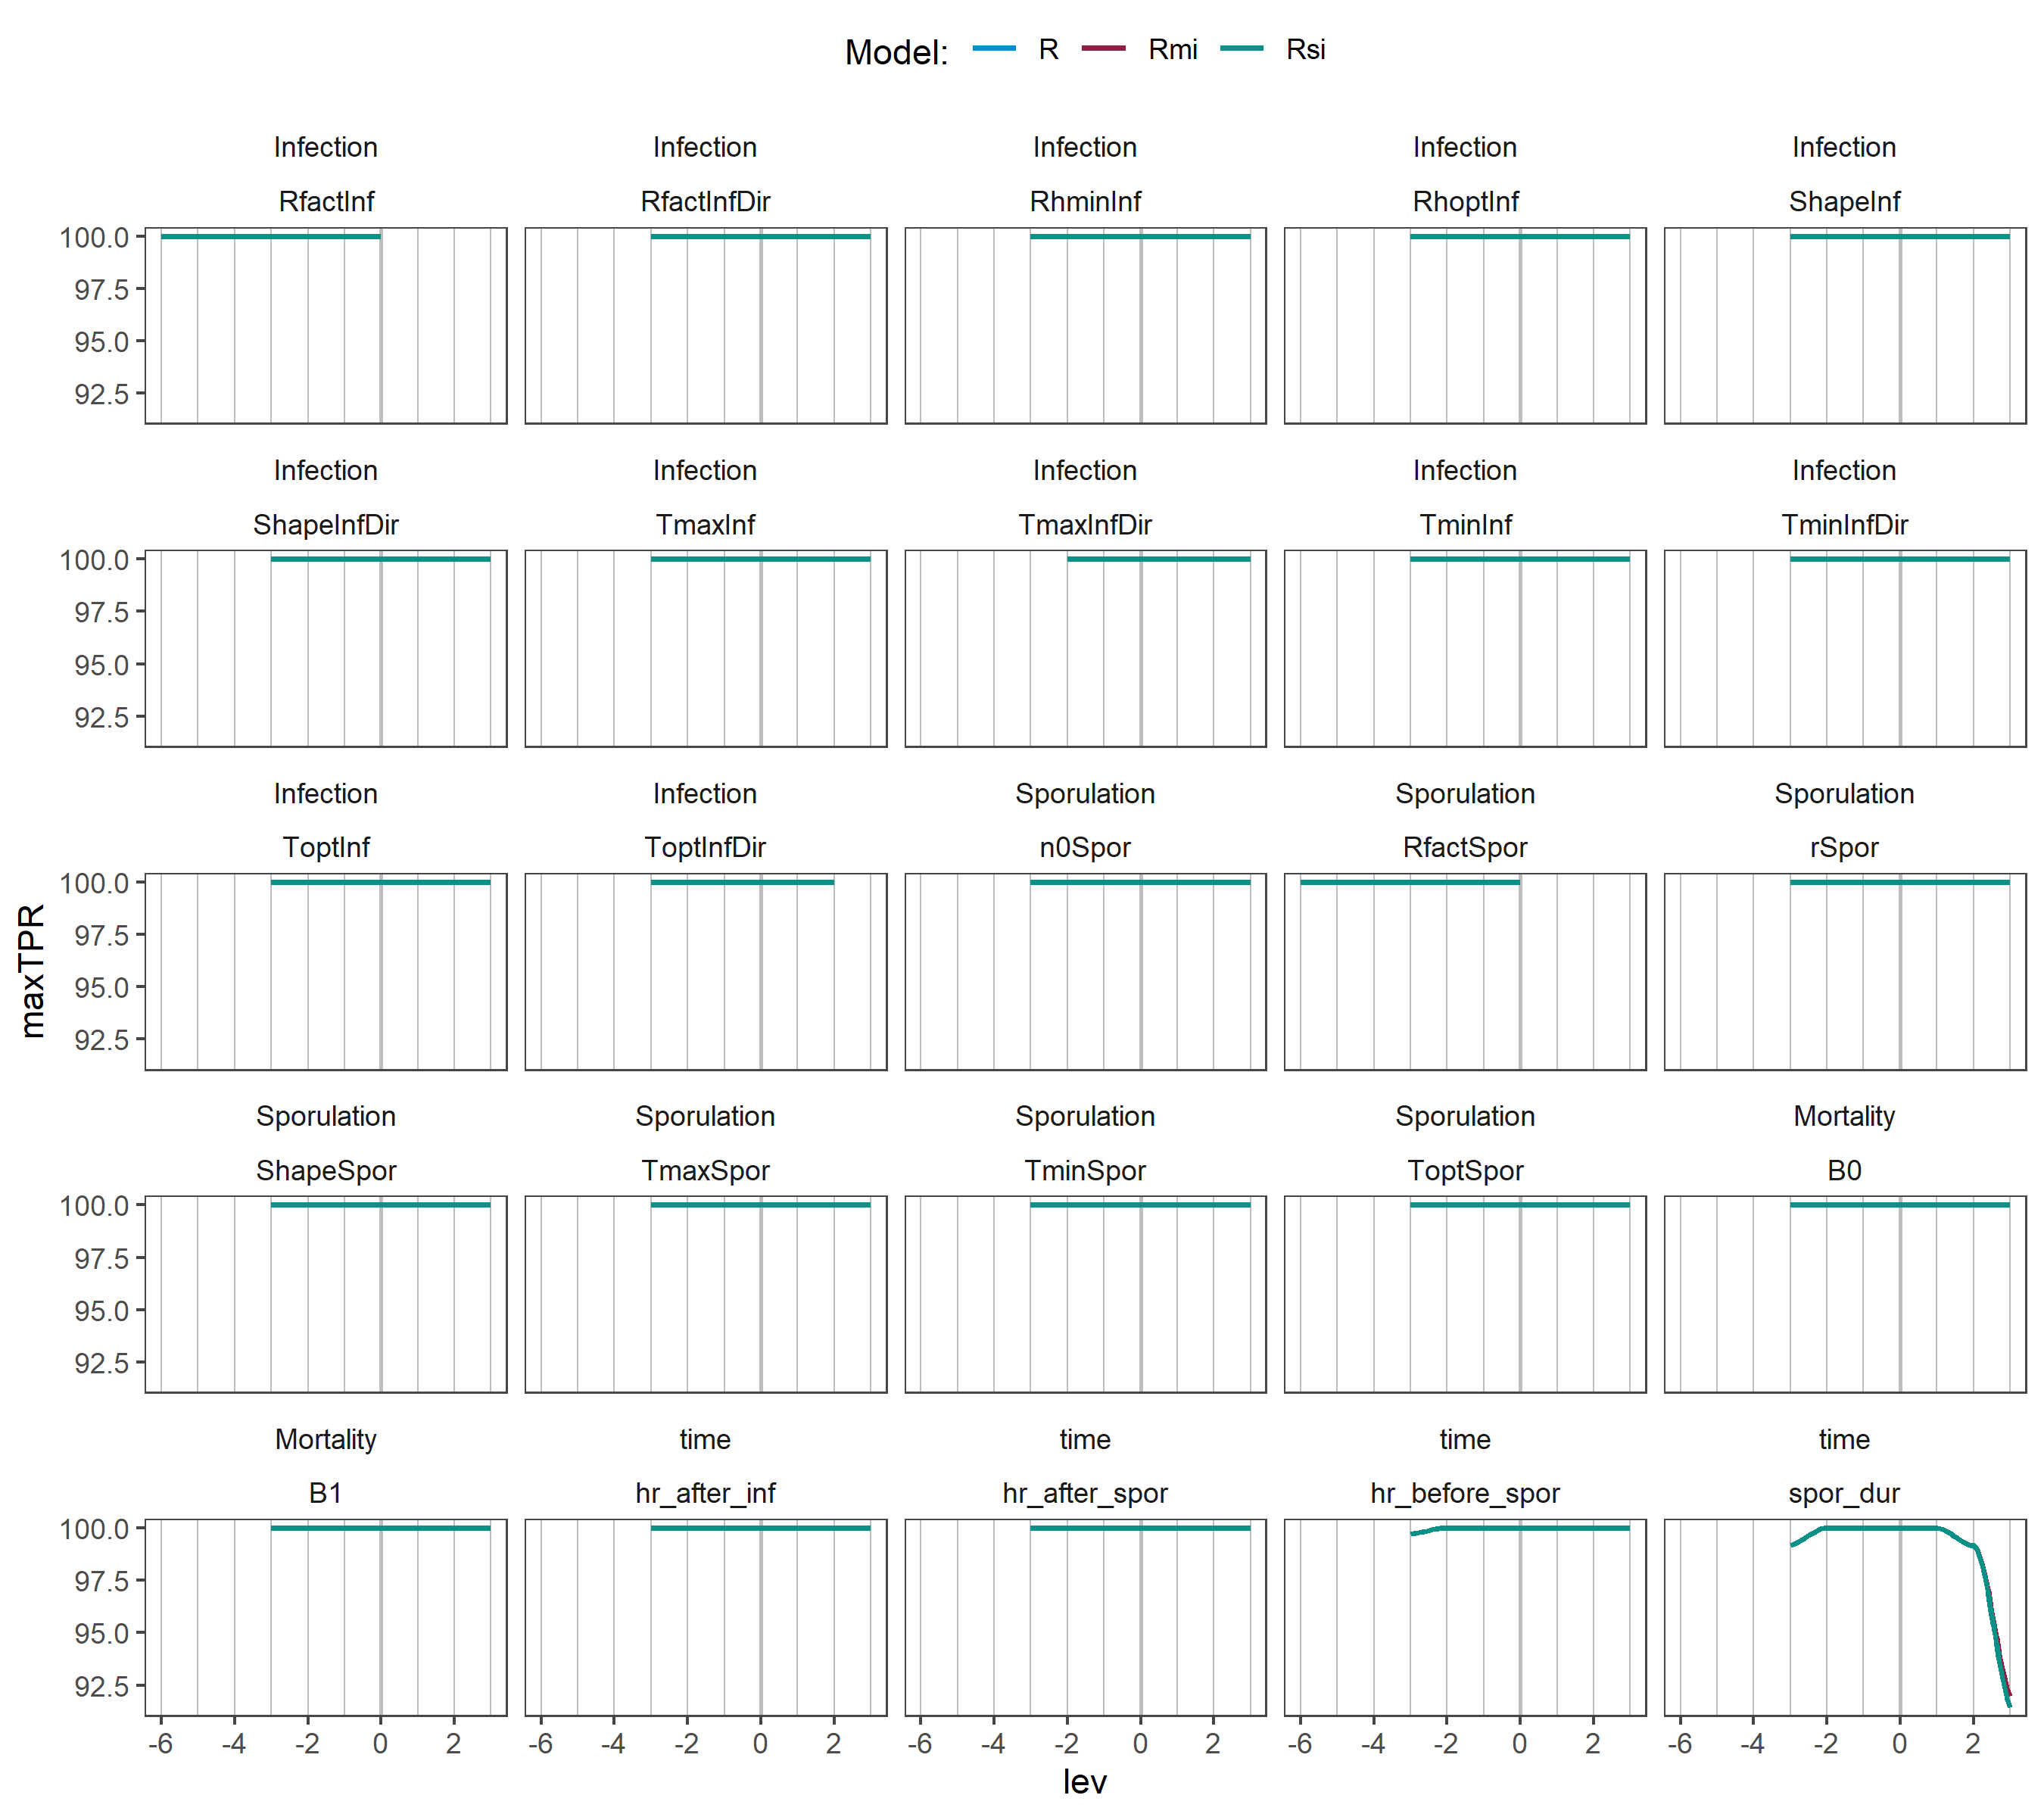 Model: R Rmi Rsi
Infection Infection Infection Infection Infection
RfactInf RfactInfDir RhminInf RhoptInf ShapeInf
100.0
97.5
95.0
92.5
Infection Infection Infection Infection Infection
ShapeInfDir TmaxInf TmaxInfDir TminInf TminInfDir
100.0
97.5
95.0
92.5
Infection Infection Sporulation Sporulation Sporulation
ToptInf ToptInfDir n0Spor RfactSpor rSpor
100.0
97.5
95.0
92.5
maxTPR
Sporulation Sporulation Sporulation Sporulation Mortality
ShapeSpor TmaxSpor TminSpor ToptSpor B0
100.0
97.5
95.0
92.5
Mortality time time time time
B1 hr_after_inf hr_after_spor hr_before_spor spor_dur
100.0
97.5
95.0
92.5
-6 -4 -2 0 2 -6 -4 -2 0 2 -6 -4 -2 0 2 -6 -4 -2 0 2 -6 -4 -2 0 2
lev